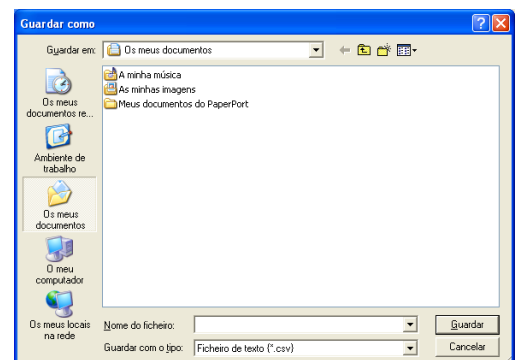 Guardar como
Guardar em:
Os meus documentos
A minha música
As minhas imagens
Meus documentos do PaperPort
Os meus
documentos re...
Ambiente de
trabalho
Os meus
documentos
O meu
computador
Os meus locais
na rede
Nome do ficheiro:
Guardar
Guardar com o tipo:
Ficheiro de texto (*.csv)
Cancelar